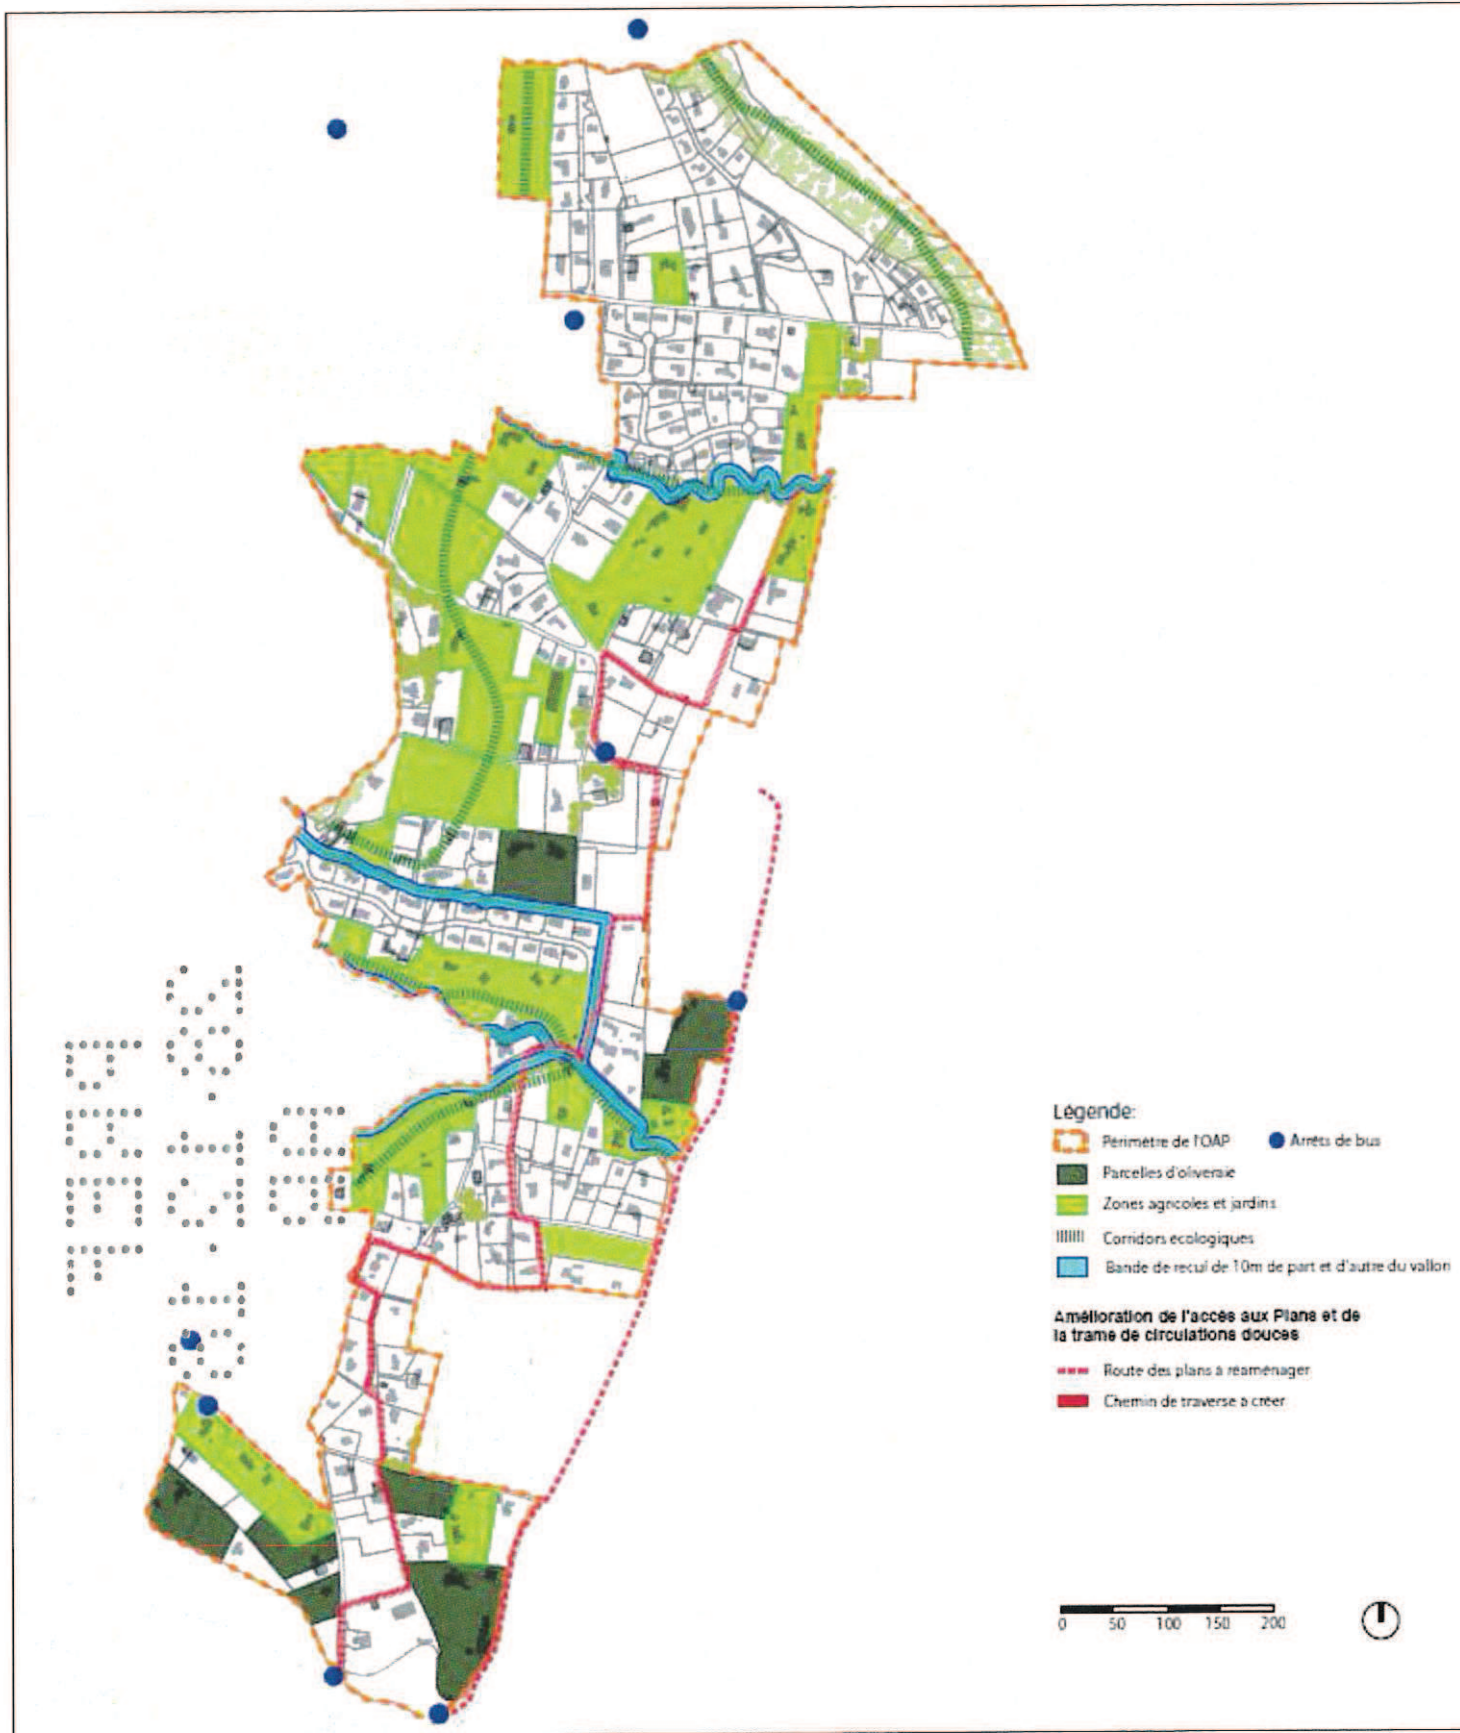 Légende:
Périmètre de l'OAP
Arrêts de bus
Parcelles d'oliveraie
Zones agricoles et jardins
Corridors ecologiques
Bande de recul de 10m de part et d'autre du vallon
Amélioration de l'accès aux Plans et de
la trame de circulations douces
Route des plans à réaménager
Chemin de traverse à créer
0 50 100 150 200